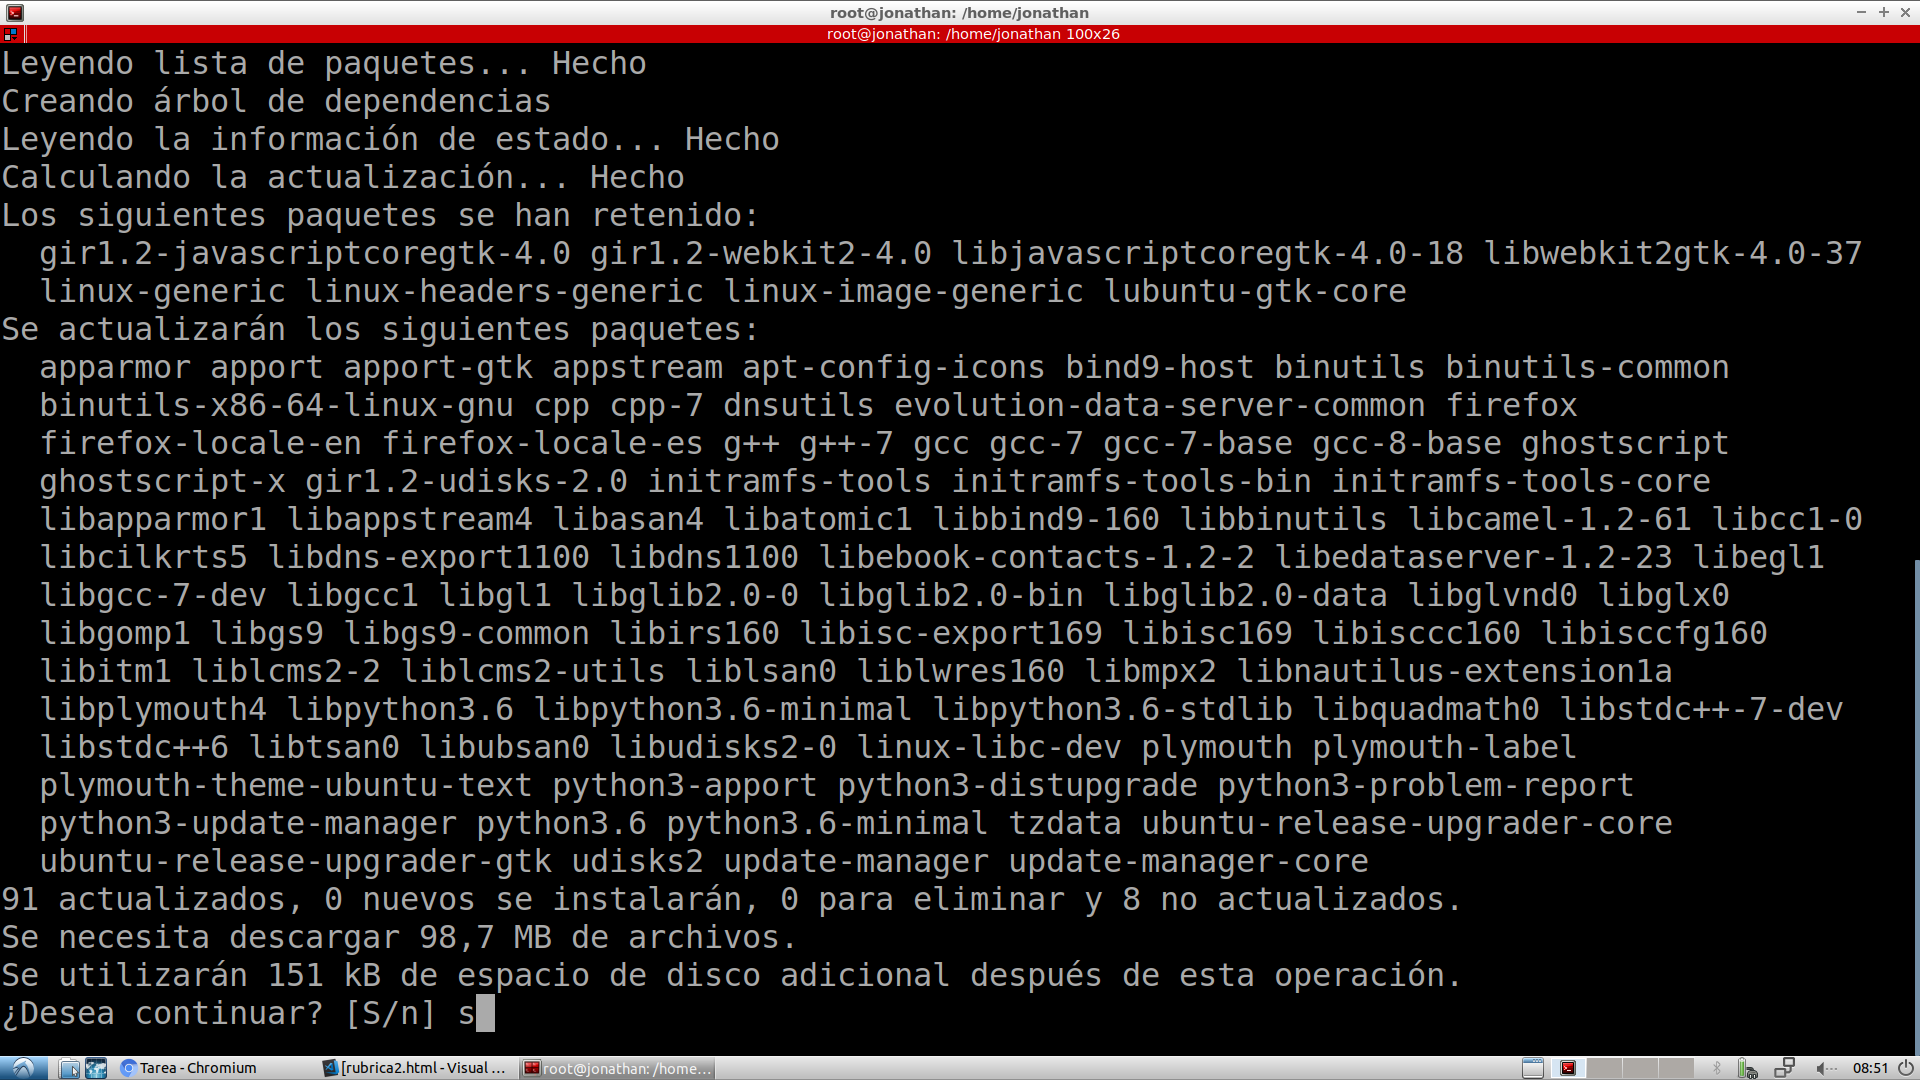 root@jonathan: /home/jonathan
root@jonathan: /home/jonathan 100x26
Leyendo lista de paquetes... Hecho
Creando árbol de dependencias
Leyendo la información de estado... Hecho
Calculando la actualización... Hecho
Los siguientes paquetes se han retenido:
  gir1.2-javascriptcoregtk-4.0 gir1.2-webkit2-4.0 libjavascriptcoregtk-4.0-18 libwebkit2gtk-4.0-37
  linux-generic linux-headers-generic linux-image-generic lubuntu-gtk-core
Se actualizarán los siguientes paquetes:
  apparmor apport apport-gtk appstream apt-config-icons bind9-host binutils binutils-common
  binutils-x86-64-linux-gnu cpp cpp-7 dnsutils evolution-data-server-common firefox
  firefox-locale-en firefox-locale-es g++ g++-7 gcc gcc-7 gcc-7-base gcc-8-base ghostscript
  ghostscript-x gir1.2-udisks-2.0 initramfs-tools initramfs-tools-bin initramfs-tools-core
  libapparmor1 libappstream4 libasan4 libatomic1 libbind9-160 libbinutils libcamel-1.2-61 libcc1-0
  libcilkrts5 libdns-export1100 libdns1100 libebook-contacts-1.2-2 libedataserver-1.2-23 libegl1
  libgcc-7-dev libgcc1 libgl1 libglib2.0-0 libglib2.0-bin libglib2.0-data libglvnd0 libglx0
  libgomp1 libgs9 libgs9-common libirs160 libisc-export169 libisc169 libisccc160 libisccfg160
  libitm1 liblcms2-2 liblcms2-utils liblsan0 liblwres160 libmpx2 libnautilus-extension1a
  libplymouth4 libpython3.6 libpython3.6-minimal libpython3.6-stdlib libquadmath0 libstdc++-7-dev
  libstdc++6 libtsan0 libubsan0 libudisks2-0 linux-libc-dev plymouth plymouth-label
  plymouth-theme-ubuntu-text python3-apport python3-distupgrade python3-problem-report
  python3-update-manager python3.6 python3.6-minimal tzdata ubuntu-release-upgrader-core
  ubuntu-release-upgrader-gtk udisks2 update-manager update-manager-core
91 actualizados, 0 nuevos se instalarán, 0 para eliminar y 8 no actualizados.
Se necesita descargar 98,7 MB de archivos.
Se utilizarán 151 kB de espacio de disco adicional después de esta operación.
¿Desea continuar? [S/n] s
Tarea - Chromium [rubrica2.html - Visual ... root@jonathan: /home... 08:51